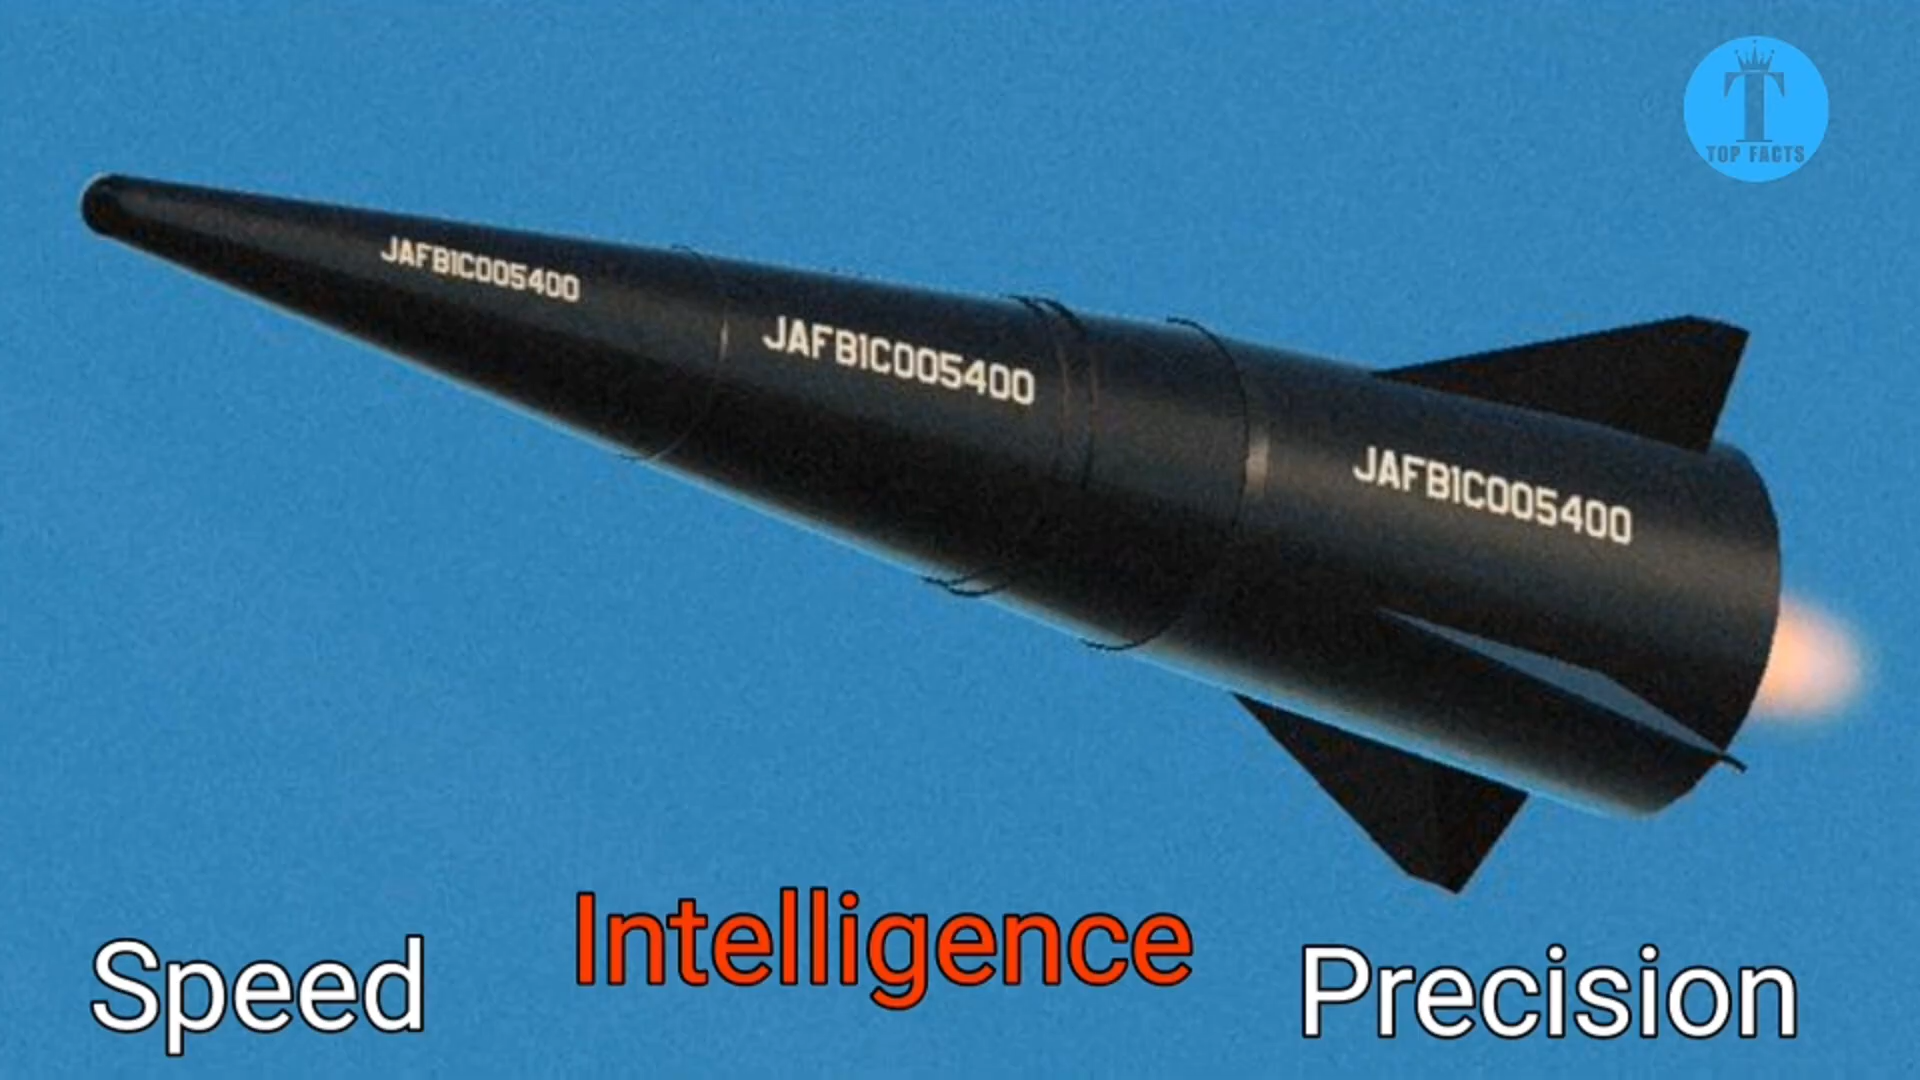 T
TOP FACTS
JAFB1C005400
JAFB1C005400
JAFB1C005400
Speed
Intelligence
Precision